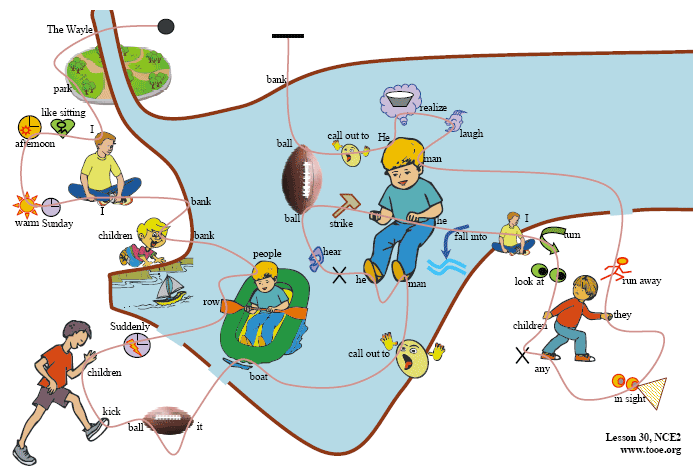 The Wayle
park
like sitting
I
afternoon
warm
Sunday
I
bank
children
bank
people
row
Suddenly
children
kick
ball
it
boat
bank
call out to
ball
He
realize
laugh
man
ball
strike
he
hear
he
man
fall into
call out to
I
turn
look at
run away
children
they
any
in sight
Lesson 30, NCE2
www.tooe.org